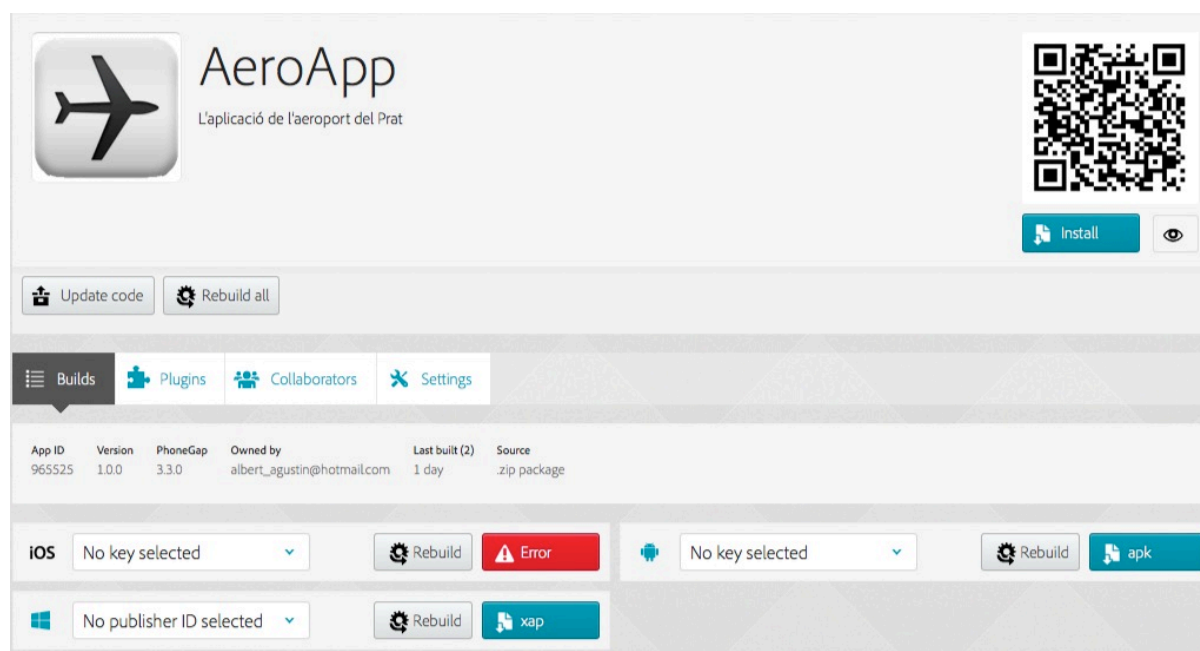 AeroApp
L'aplicació de l'aeroport del Prat
Install
Update code
Rebuild all
Builds
Plugins
Collaborators
Settings
App ID Version PhoneGap Owned by Last built (2) Source
965525 1.0.0 3.3.0 albert_agustin@hotmail.com 1 day .zip package
iOS No key selected Rebuild Error
No key selected Rebuild apk
No publisher ID selected Rebuild xap